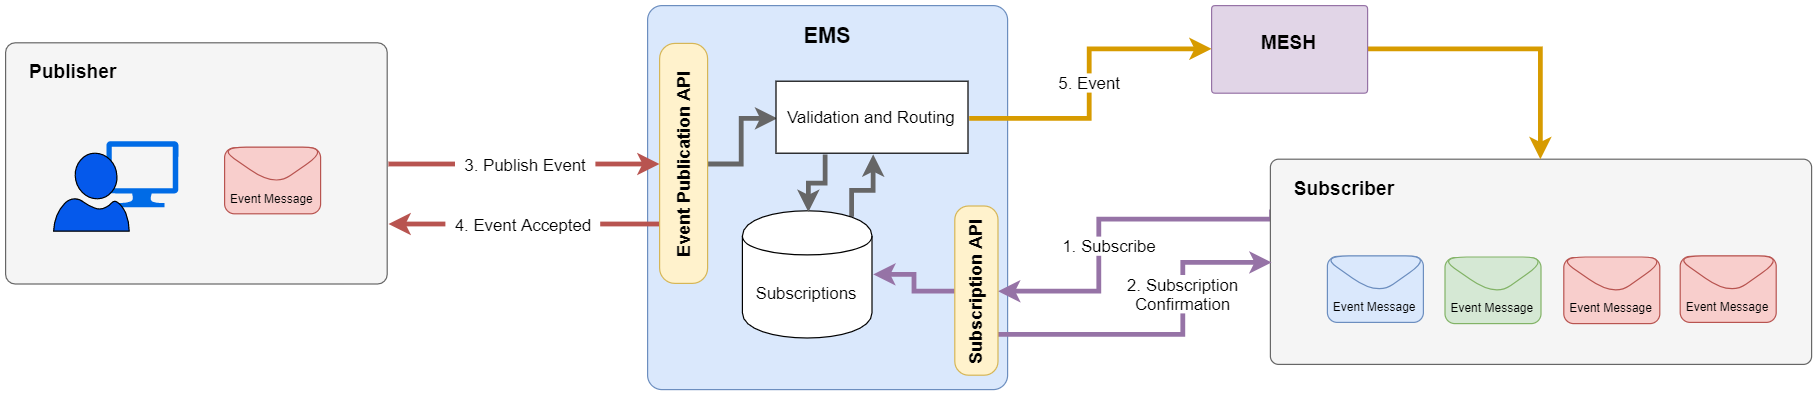 Publisher
Event Message
3. Publish Event
4. Event Accepted
EMS
Event Publication API
Validation and Routing
Subscriptions
Subscription API
5. Event
MESH
1. Subscribe
2. Subscription
Confirmation
Subscriber
Event Message
Event Message
Event Message
Event Message